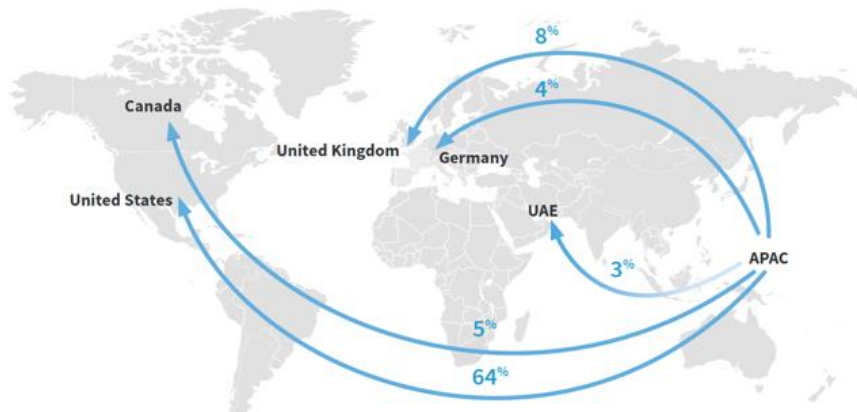 8%
4%
Canada
United Kingdom
Germany
United States
UAE
APAC
3%
5%
64%